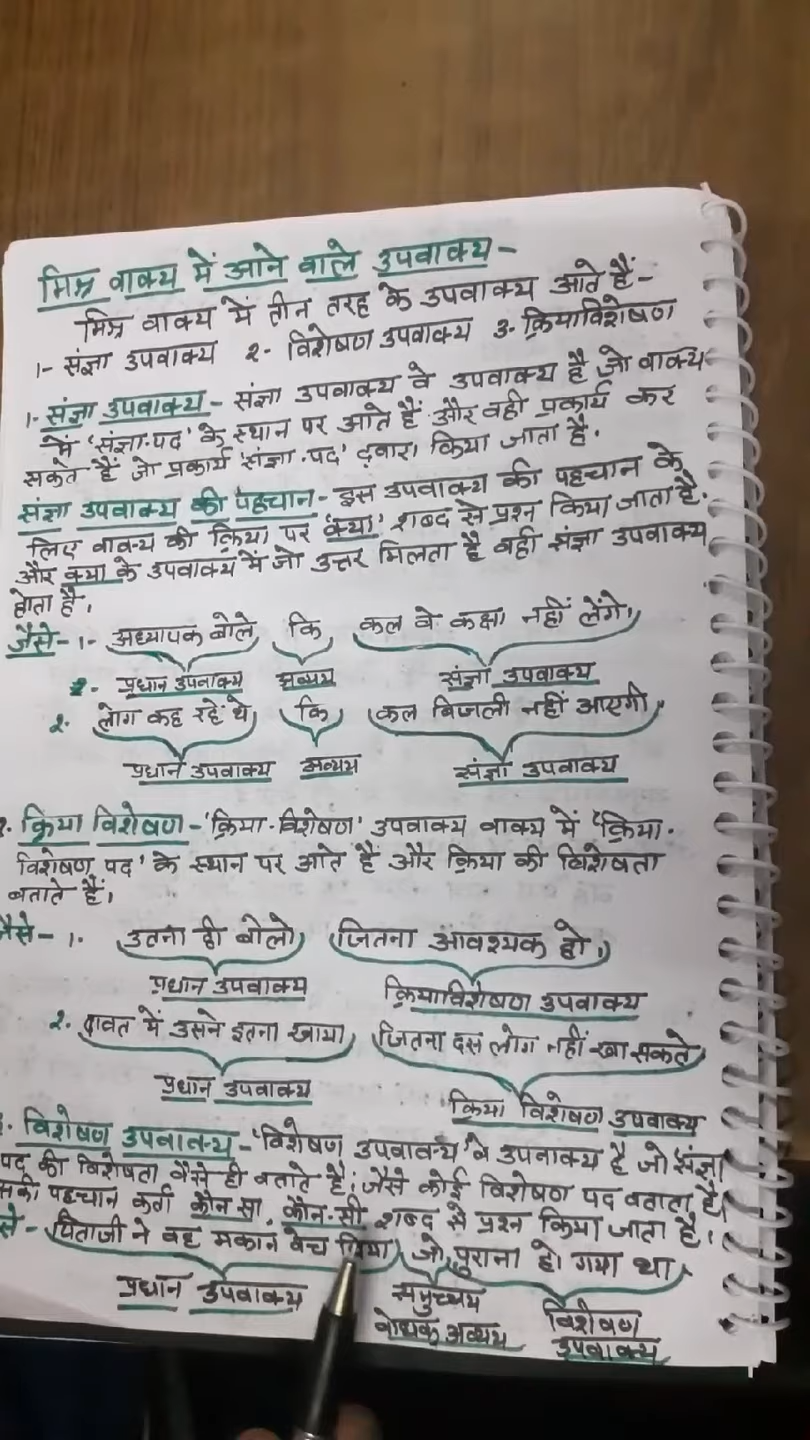 मिश्र वाक्य में आने वाले उपवाक्य -
मिश्र वाक्य में तीन तरह के उपवाक्य आते हैं -
1- संज्ञा उपवाक्य 2- विशेषण उपवाक्य 3- क्रियाविशेषण
1- संज्ञा उपवाक्य - संज्ञा उपवाक्य वे उपवाक्य है जो वाक्य
में 'संज्ञा-पद' के स्थान पर आते हैं और वही प्रकार्य कर
सकते हैं जो प्रकार्य 'संज्ञा-पद' द्वारा किया जाता है.
संज्ञा उपवाक्य की पहचान - इस उपवाक्य की पहचान के
लिए वाक्य की क्रिया पर 'क्या' शब्द से प्रश्न किया जाता है.
और क्या के उपवाक्य में जो उत्तर मिलता है वही संज्ञा उपवाक्य
होता है,
जैसे - 1- अध्यापक बोले कि कल वे कक्षा नहीं लेंगे,
प्रधान उपवाक्य अव्यय संज्ञा उपवाक्य
2. लोग कह रहे थे कि कल बिजली नहीं आएगी
प्रधान उपवाक्य अव्यय संज्ञा उपवाक्य
क्रिया विशेषण - 'क्रिया-विशेषण' उपवाक्य वाक्य में 'क्रिया-
विशेषण पद' के स्थान पर आते हैं और क्रिया की विशेषता
बताते हैं,
जैसे - 1. उतना ही बोलो, जितना आवश्यक हो,
प्रधान उपवाक्य क्रियाविशेषण उपवाक्य
2. दावत में उसने इतना खाया जितना दस लोग नहीं खा सकते
प्रधान उपवाक्य
क्रिया विशेषण उपवाक्य
विशेषण उपवाक्य - 'विशेषण उपवाक्य' वे उपवाक्य है जो संज्ञा
पद की विशेषता वैसे ही बताते है; जैसे कोई विशेषण पद बताता है,
पहचान कर्ता कौन सा, कौन-सी शब्द से प्रश्न किया जाता है,
पिताजी ने वह मकान बेच दिया, जो पुराना हो गया था,
प्रधान उपवाक्य समुच्चय विशेषण
बोधक अव्यय उपवाक्य